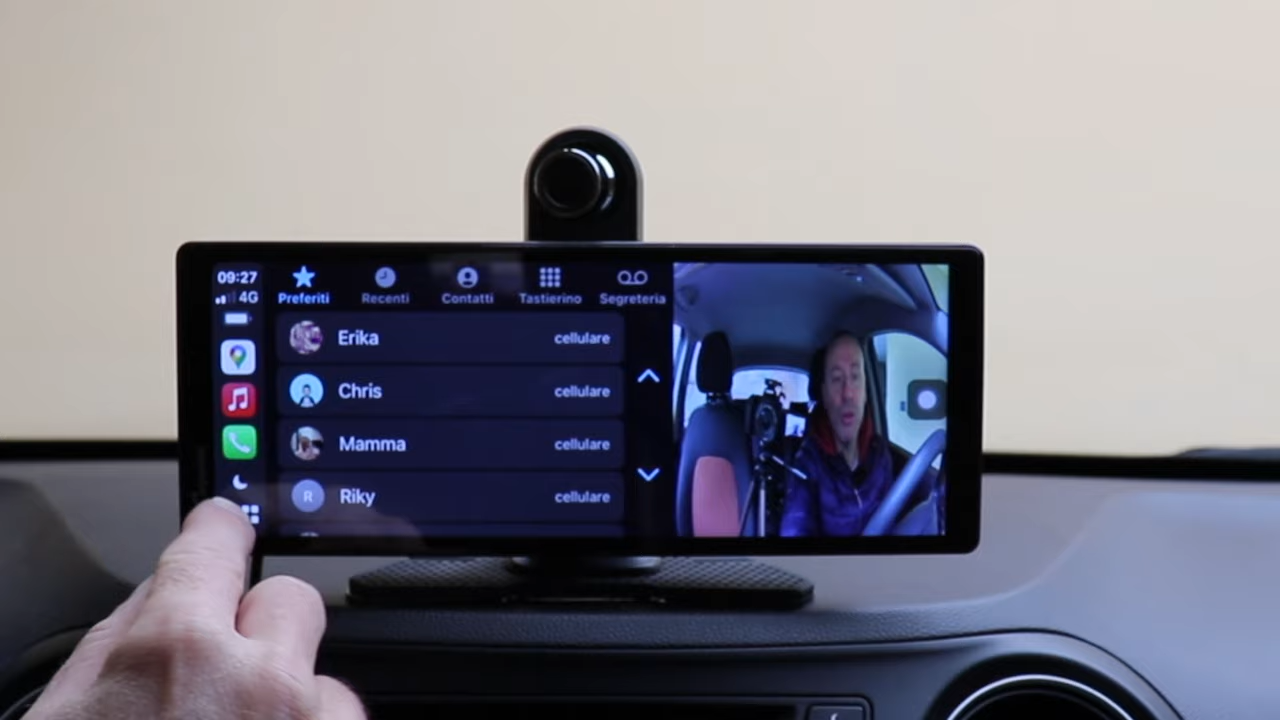 09:27
4G
Preferiti Recenti Contatti Tastierino Segreteria
Erika cellulare
Chris cellulare
Mamma cellulare
R Riky cellulare